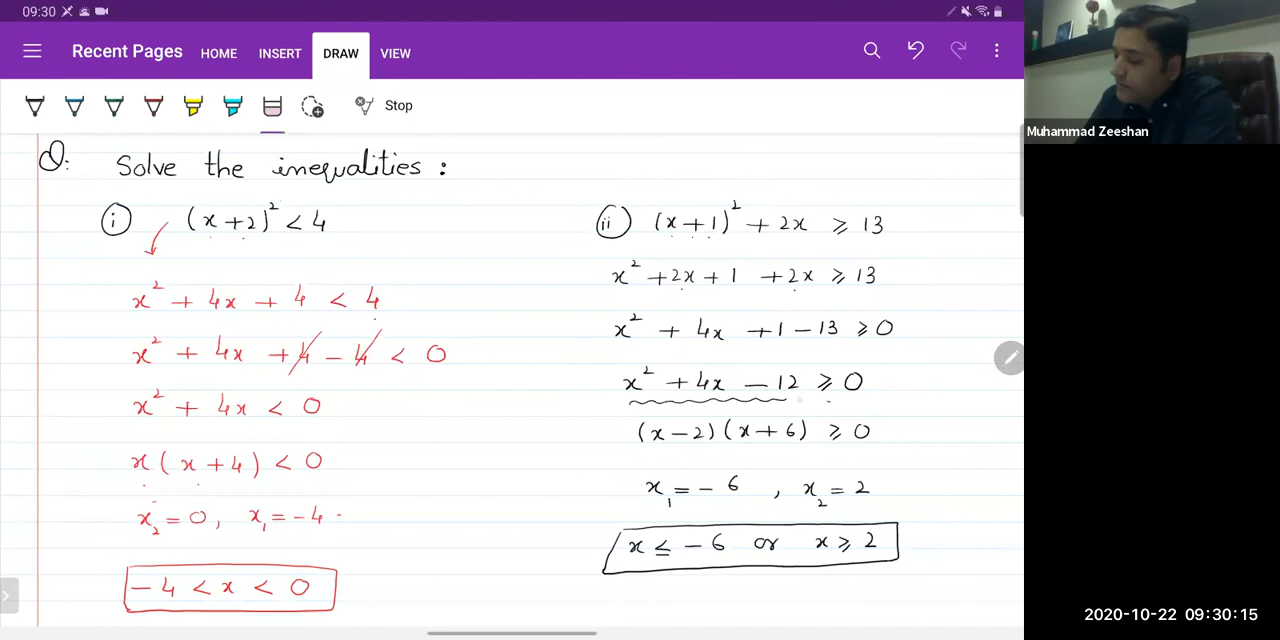 09:30
Recent Pages HOME INSERT DRAW VIEW
Stop
Muhammad Zeeshan
Q: Solve the inequalities :
(i) (x+2)² < 4
x² + 4x + 4 < 4
x² + 4x + 4 − 4 < 0
x² + 4x < 0
x(x+4) < 0
x₂ = 0, x₁ = −4
−4 < x < 0
(ii) (x+1)² + 2x ≥ 13
x² + 2x + 1 + 2x ≥ 13
x² + 4x + 1 − 13 ≥ 0
x² + 4x − 12 ≥ 0
(x−2)(x+6) ≥ 0
x₁ = −6 , x₂ = 2
x ≤ −6 or x ≥ 2
2020-10-22 09:30:15